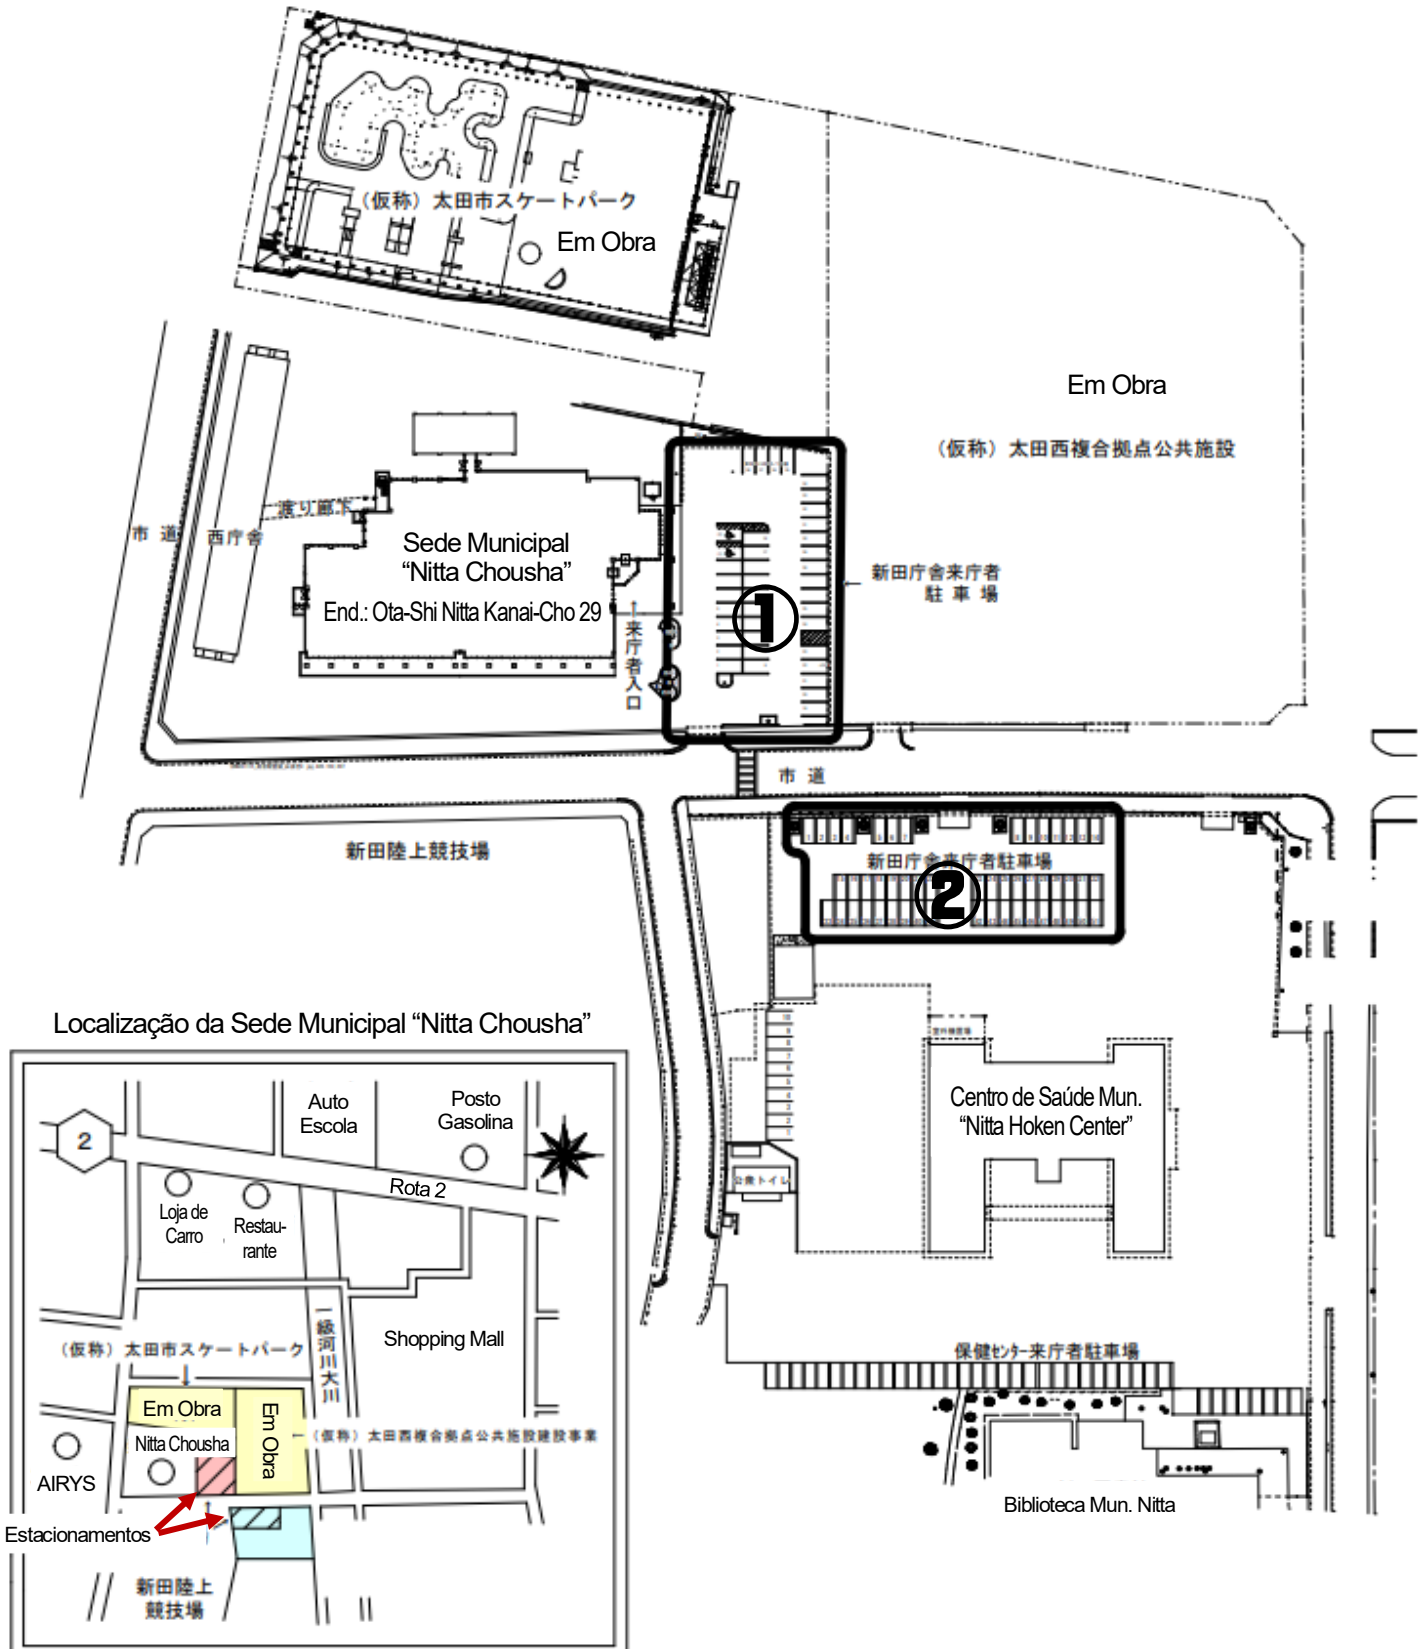 （仮称）太田市スケートパーク
Em Obra
Em Obra
（仮称）太田西複合拠点公共施設
渡り廊下
市 道
西庁舎
Sede Municipal
“Nitta Chousha”
End.: Ota-Shi Nitta Kanai-Cho 29
新田庁舎来庁者
駐 車 場
①
来庁者入口
市 道
新田陸上競技場
新田庁舎来庁者駐車場
②
Localização da Sede Municipal “Nitta Chousha”
Centro de Saúde Mun.
“Nitta Hoken Center”
公衆トイレ
保健センター来庁者駐車場
Biblioteca Mun. Nitta
2
Auto
Escola
Posto
Gasolina
Rota 2
Loja de
Carro
Restau-
rante
一級河川大川
Shopping Mall
（仮称）太田市スケートパーク
Em Obra
Em Obra
Nitta Chousha
（仮称）太田西複合拠点公共施設建設事業
AIRYS
Estacionamentos
新田陸上
競技場